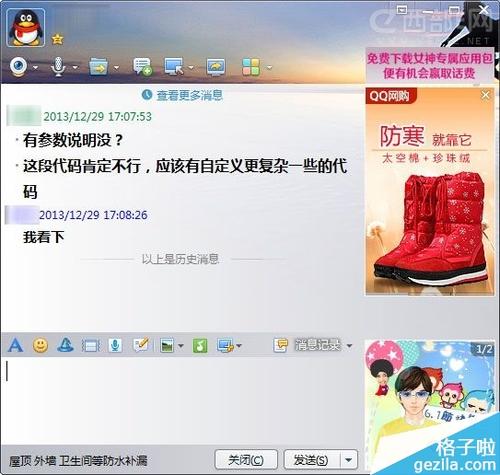 e西部网
免费下载女神专属应用包
便有机会赢取话费
查看更多消息
2013/12/29 17:07:53
有参数说明没？
这段代码肯定不行，应该有自定义更复杂一些的代
码
2013/12/29 17:08:26
我看下
以上是历史消息
QQ网购
防寒 就靠它
太空棉+珍珠绒
消息记录
1/2
6.1
屋顶 外墙 卫生间等防水补漏
关闭(C)
发送(S)
格子啦
gezila.com